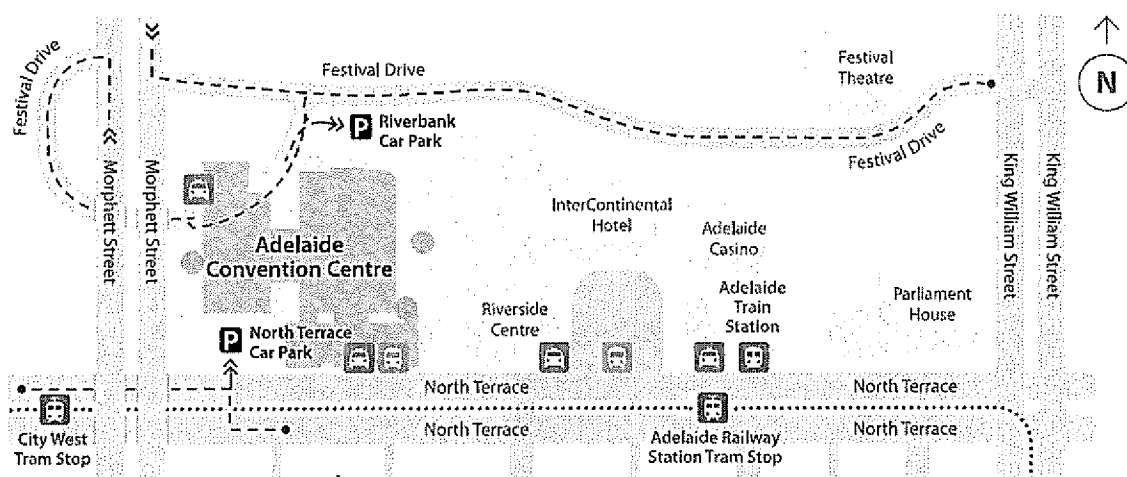 Festival Drive
Festival Drive
Festival
Theatre
N
P
Riverbank
Car Park
Festival Drive
Morphett Street
Morphett Street
King William Street
King William Street
InterContinental
Hotel
Adelaide
Casino
Adelaide
Convention Centre
Adelaide
Train
Station
Parliament
House
Riverside
Centre
P
North Terrace
Car Park
North Terrace
North Terrace
City West
Tram Stop
North Terrace
Adelaide Railway
Station Tram Stop
North Terrace